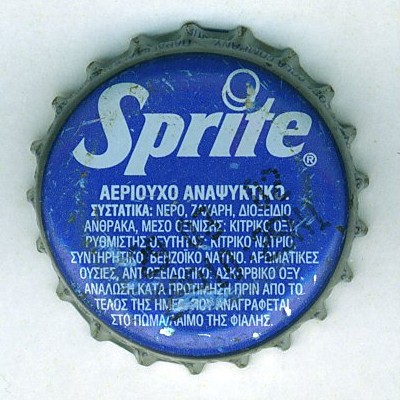 Sprite®
ΑΕΡΙΟΥΧΟ ΑΝΑΨΥΚΤΙΚΟ.
ΣΥΣΤΑΤΙΚΑ: ΝΕΡΟ, ΖΑΧΑΡΗ, ΔΙΟΞΕΙΔΙΟ
ΑΝΘΡΑΚΑ, ΜΕΣΟ ΟΞΙΝΙΣΗΣ: ΚΙΤΡΙΚΟ ΟΞΥ,
ΡΥΘΜΙΣΤΗΣ ΟΞΥΤΗΤΑΣ: ΚΙΤΡΙΚΟ ΝΑΤΡΙΟ,
ΣΥΝΤΗΡΗΤΙΚΟ: ΒΕΝΖΟΪΚΟ ΝΑΤΡΙΟ. ΑΡΩΜΑΤΙΚΕΣ
ΟΥΣΙΕΣ, ΑΝΤΙΟΞΕΙΔΩΤΙΚΟ: ΑΣΚΟΡΒΙΚΟ ΟΞΥ.
ΑΝΑΛΩΣΗ ΚΑΤΑ ΠΡΟΤΙΜΗΣΗ ΠΡΙΝ ΑΠΟ ΤΟ
ΤΕΛΟΣ ΤΗΣ ΗΜΕΡ. ΠΟΥ ΑΝΑΓΡΑΦΕΤΑΙ
ΣΤΟ ΠΩΜΑ/ΛΑΙΜΟ ΤΗΣ ΦΙΑΛΗΣ.